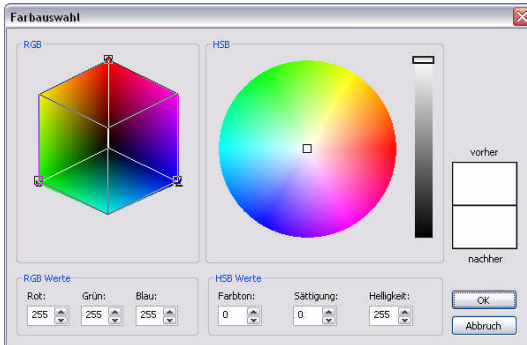 Farbauswahl
RGB
HSB
vorher
nachher
RGB Werte
Rot: Grün: Blau:
255 255 255
HSB Werte
Farbton: Sättigung: Helligkeit:
0 0 255
OK
Abbruch